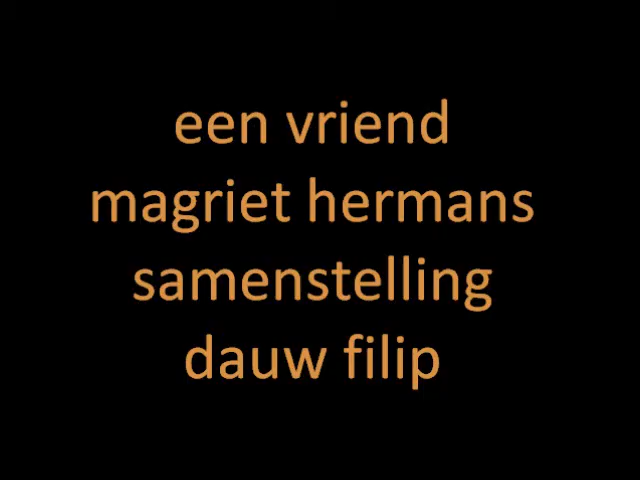 een vriend
magriet hermans
samenstelling
dauw filip